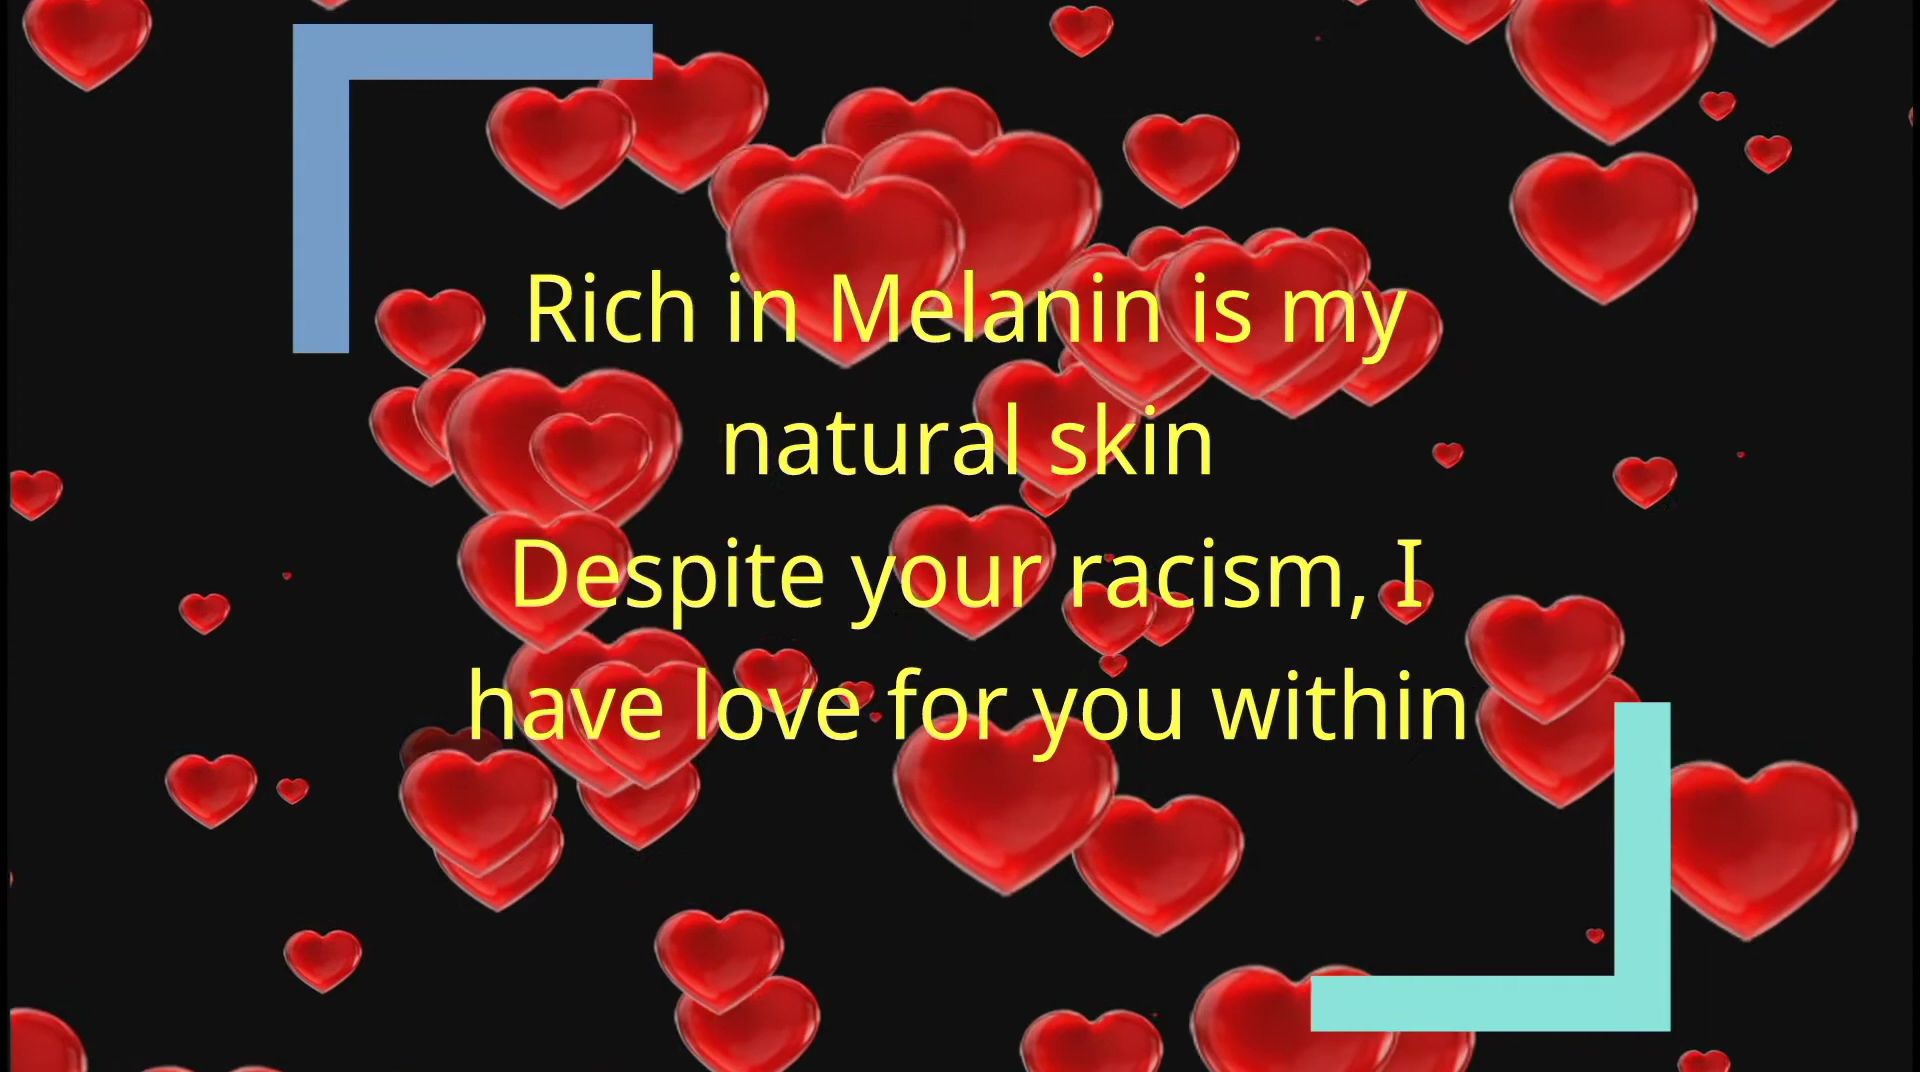 Rich in Melanin is my
natural skin
Despite your racism, I
have love for you within